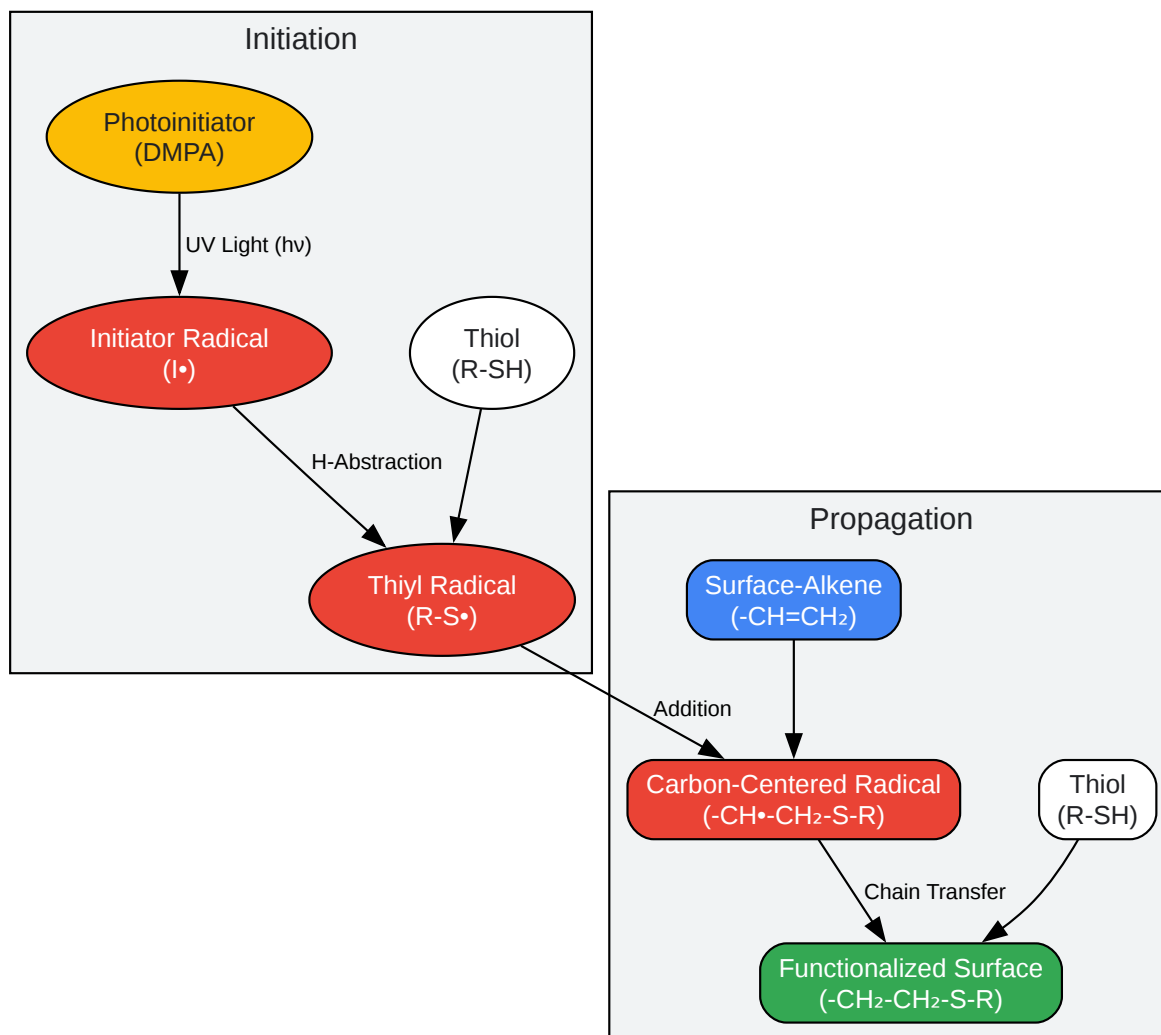 Initiation
Photoinitiator
(DMPA)
UV Light (hν)
Initiator Radical
(I•)
Thiol
(R-SH)
H-Abstraction
Thiyl Radical
(R-S•)
Propagation
Surface-Alkene
(-CH=CH₂)
Addition
Carbon-Centered Radical
(-CH•-CH₂-S-R)
Thiol
(R-SH)
Chain Transfer
Functionalized Surface
(-CH₂-CH₂-S-R)